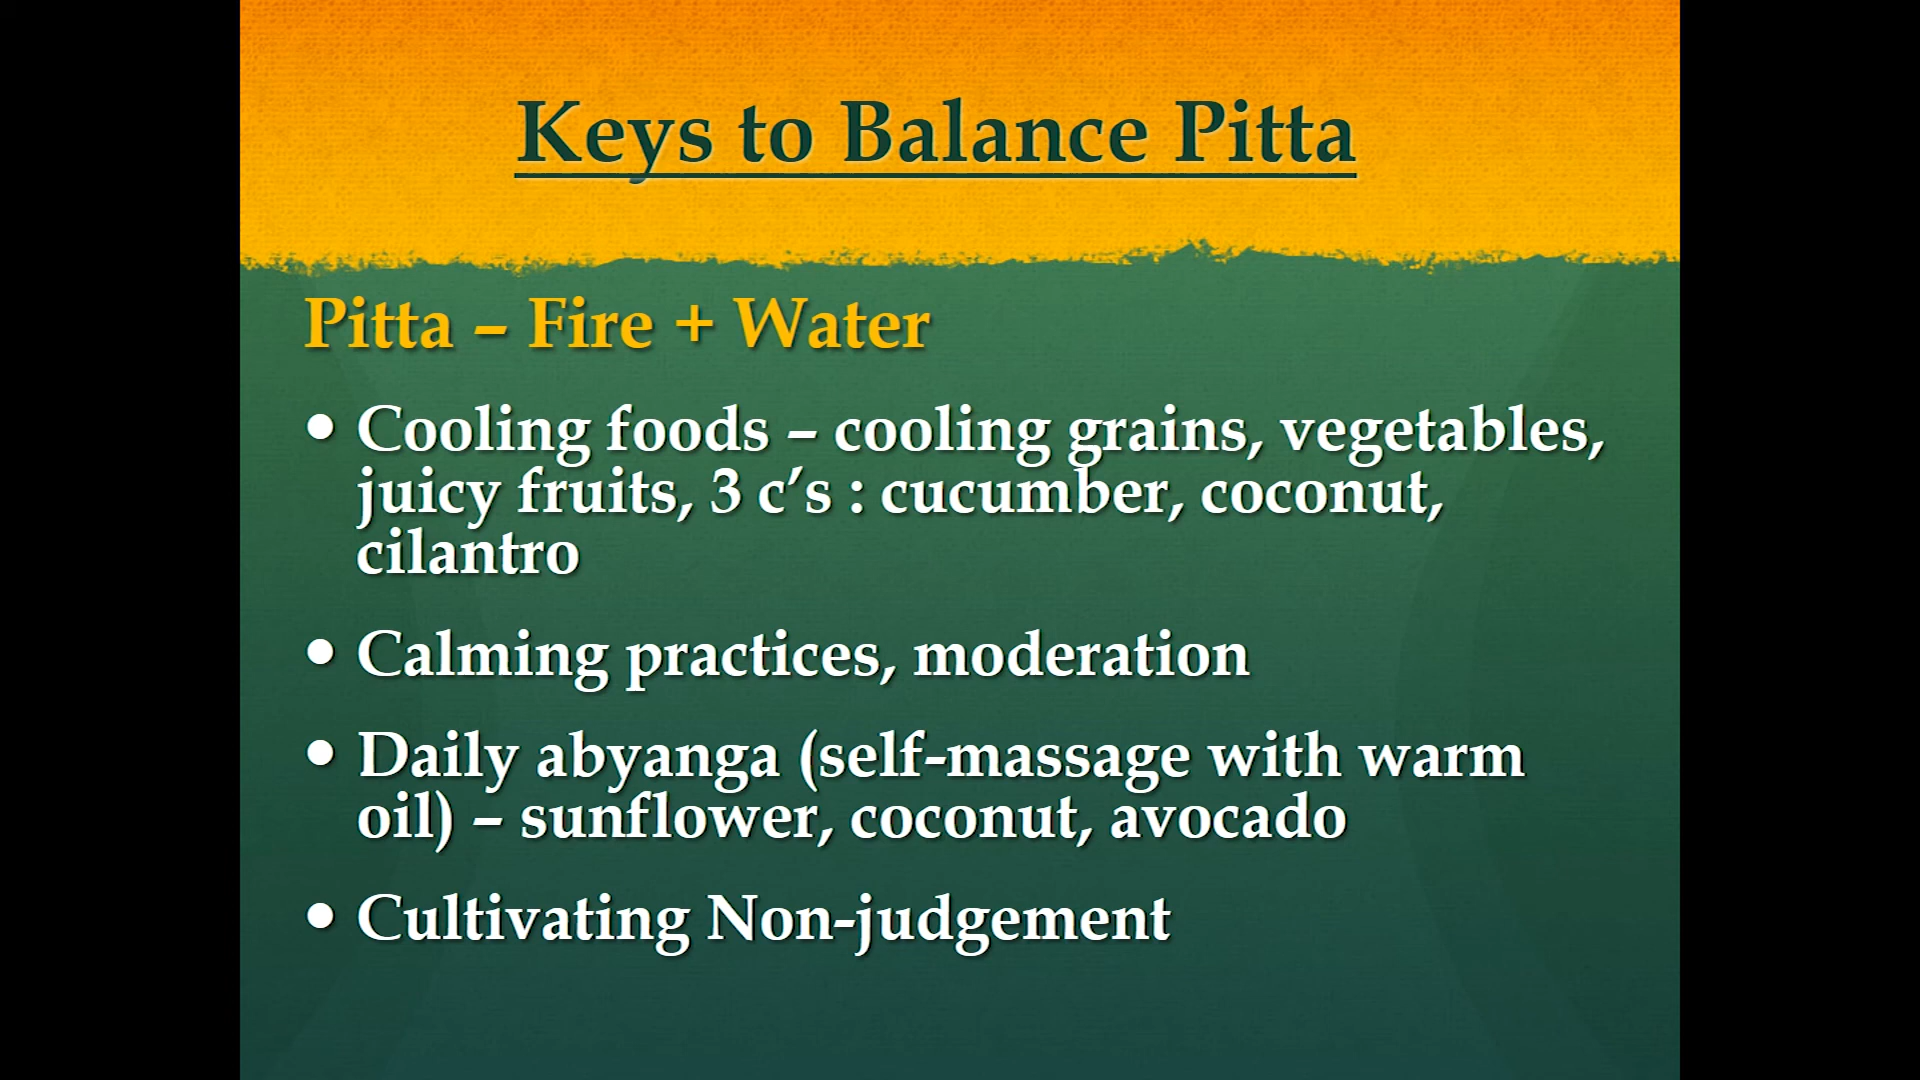 Keys to Balance Pitta
Pitta – Fire + Water
• Cooling foods – cooling grains, vegetables,
juicy fruits, 3 c’s : cucumber, coconut,
cilantro
• Calming practices, moderation
• Daily abyanga (self-massage with warm
oil) – sunflower, coconut, avocado
• Cultivating Non-judgement